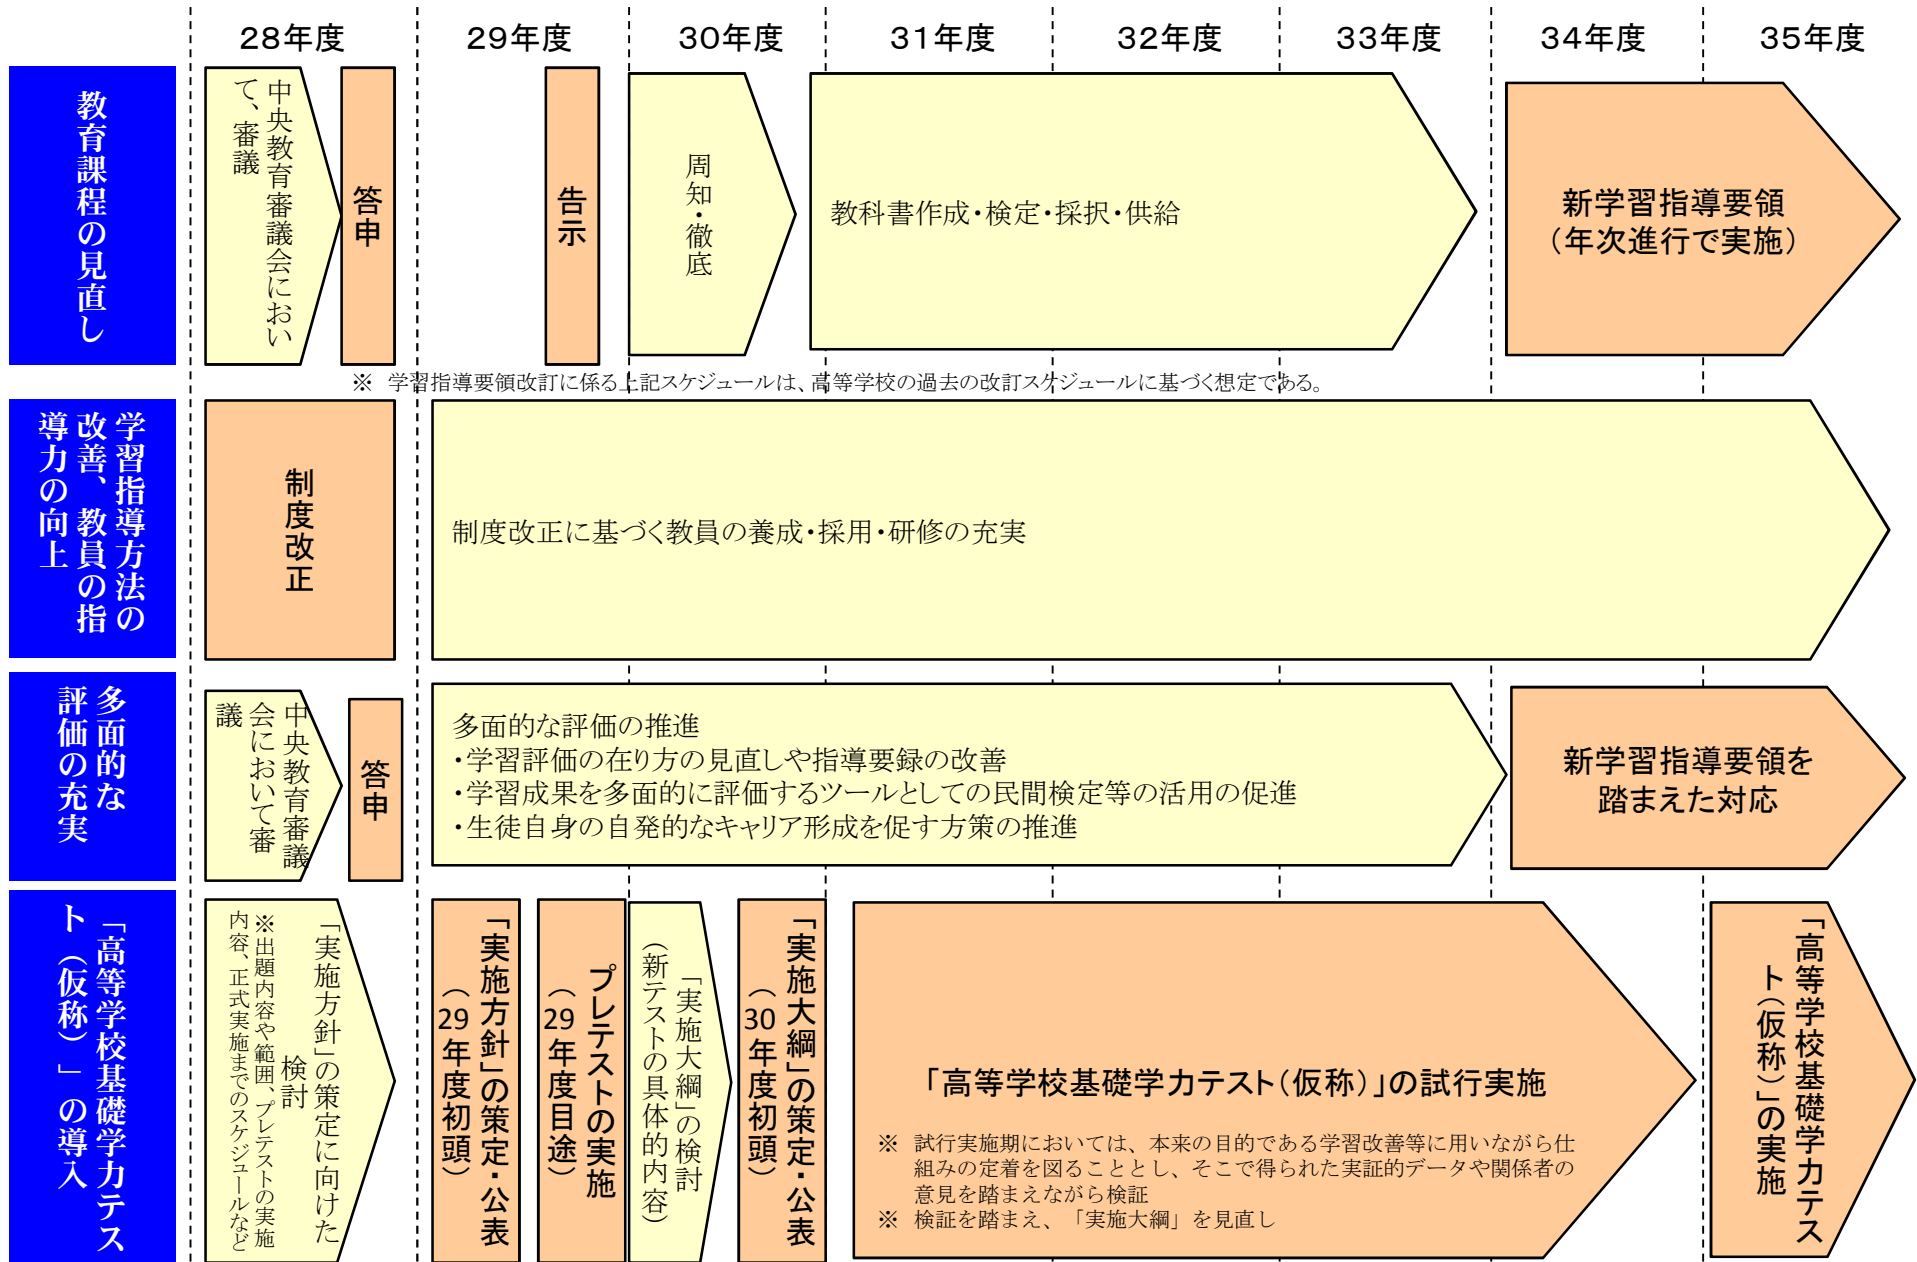 28年度
29年度
30年度
31年度
32年度
33年度
34年度
35年度
教育課程の見直し
中央教育審議会におい
て、審議
答申
告示
周知・徹底
教科書作成・検定・採択・供給
新学習指導要領
（年次進行で実施）
※ 学習指導要領改訂に係る上記スケジュールは、高等学校の過去の改訂スケジュールに基づく想定である。
学習指導方法の
改善、教員の指
導力の向上
制度改正
制度改正に基づく教員の養成・採用・研修の充実
多面的な
評価の充実
中央教育審議
会において審
議
答申
多面的な評価の推進
・学習評価の在り方の見直しや指導要録の改善
・学習成果を多面的に評価するツールとしての民間検定等の活用の促進
・生徒自身の自発的なキャリア形成を促す方策の推進
新学習指導要領を
踏まえた対応
「高等学校基礎学力テス
ト（仮称）」の導入
「実施方針」の策定に向けた
検討
※出題内容や範囲、プレテストの実施
内容、正式実施までのスケジュールなど
「実施方針」の策定・公表
（29年度初頭）
プレテストの実施
（29年度目途）
「実施大綱」の検討
（新テストの具体的内容）
「実施大綱」の策定・公表
（30年度初頭）
「高等学校基礎学力テスト（仮称）」の試行実施
※ 試行実施期においては、本来の目的である学習改善等に用いながら仕
組みの定着を図ることとし、そこで得られた実証的データや関係者の
意見を踏まえながら検証
※ 検証を踏まえ、「実施大綱」を見直し
「高等学校基礎学力テス
ト（仮称）」の実施